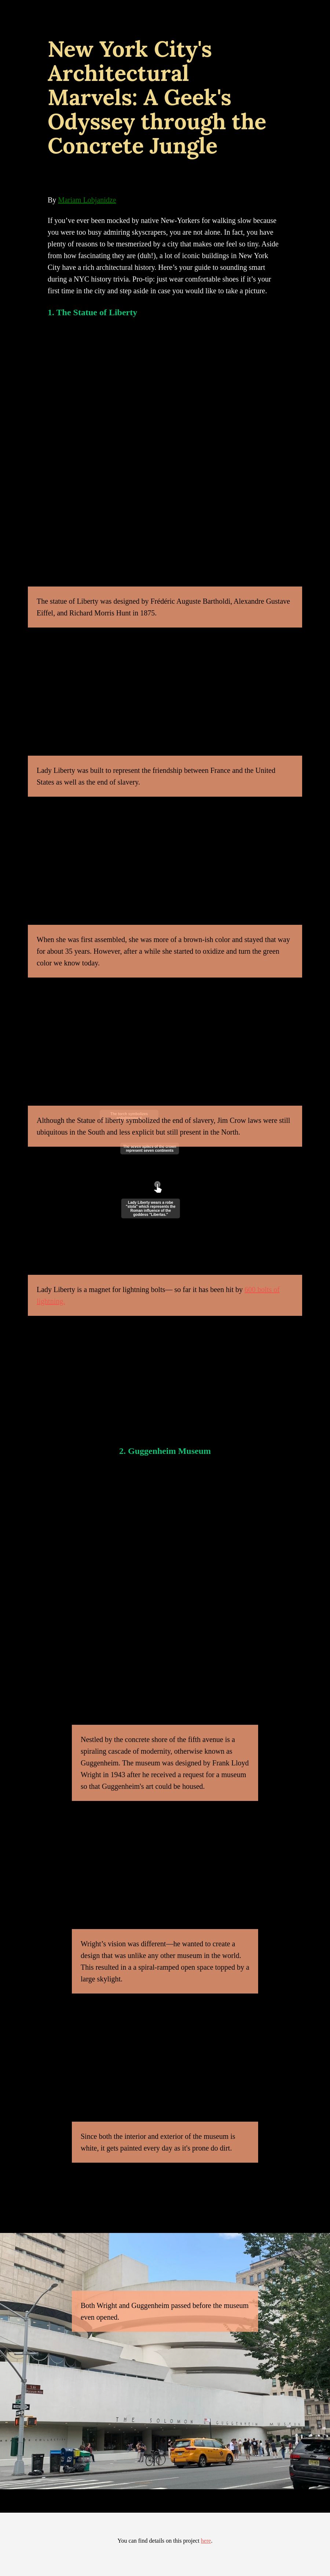 New York City's
Architectural
Marvels: A Geek's
Odyssey through the
Concrete Jungle
By Mariam Lobjanidze
If you've ever been mocked by native New-Yorkers for walking slow because
you were too busy admiring skyscrapers, you are not alone. In fact, you have
plenty of reasons to be mesmerized by a city that makes one feel so tiny. Aside
from how fascinating they are (duh!), a lot of iconic buildings in New York
City have a rich architectural history. Here's your guide to sounding smart
during a NYC history trivia. Pro-tip: just wear comfortable shoes if it's your
first time in the city and step aside in case you would like to take a picture.
1. The Statue of Liberty
The statue of Liberty was designed by Frédéric Auguste Bartholdi, Alexandre Gustave
Eiffel, and Richard Morris Hunt in 1875.
Lady Liberty was built to represent the friendship between France and the United
States as well as the end of slavery.
When she was first assembled, she was more of a brown-ish color and stayed that way
for about 35 years. However, after a while she started to oxidize and turn the green
color we know today.
Although the Statue of liberty symbolized the end of slavery, Jim Crow laws were still
ubiquitous in the South and less explicit but still present in the North.
represent seven continents
Lady Liberty wears a robe
"stola" which represents the
Roman influence of the
goddess "Libertas."
Lady Liberty is a magnet for lightning bolts— so far it has been hit by
2. Guggenheim Museum
Nestled by the concrete shore of the fifth avenue is a
spiraling cascade of modernity, otherwise known as
Guggenheim. The museum was designed by Frank Lloyd
Wright in 1943 after he received a request for a museum
so that Guggenheim's art could be housed.
Wright's vision was different—he wanted to create a
design that was unlike any other museum in the world.
This resulted in a a spiral-ramped open space topped by a
large skylight.
Since both the interior and exterior of the museum is
white, it gets painted every day as it's prone do dirt.
Both Wright and Guggenheim passed before the museum
even opened.
THE SOLOMON R. GUGGENHEIM MUSEUM
You can find details on this project here.